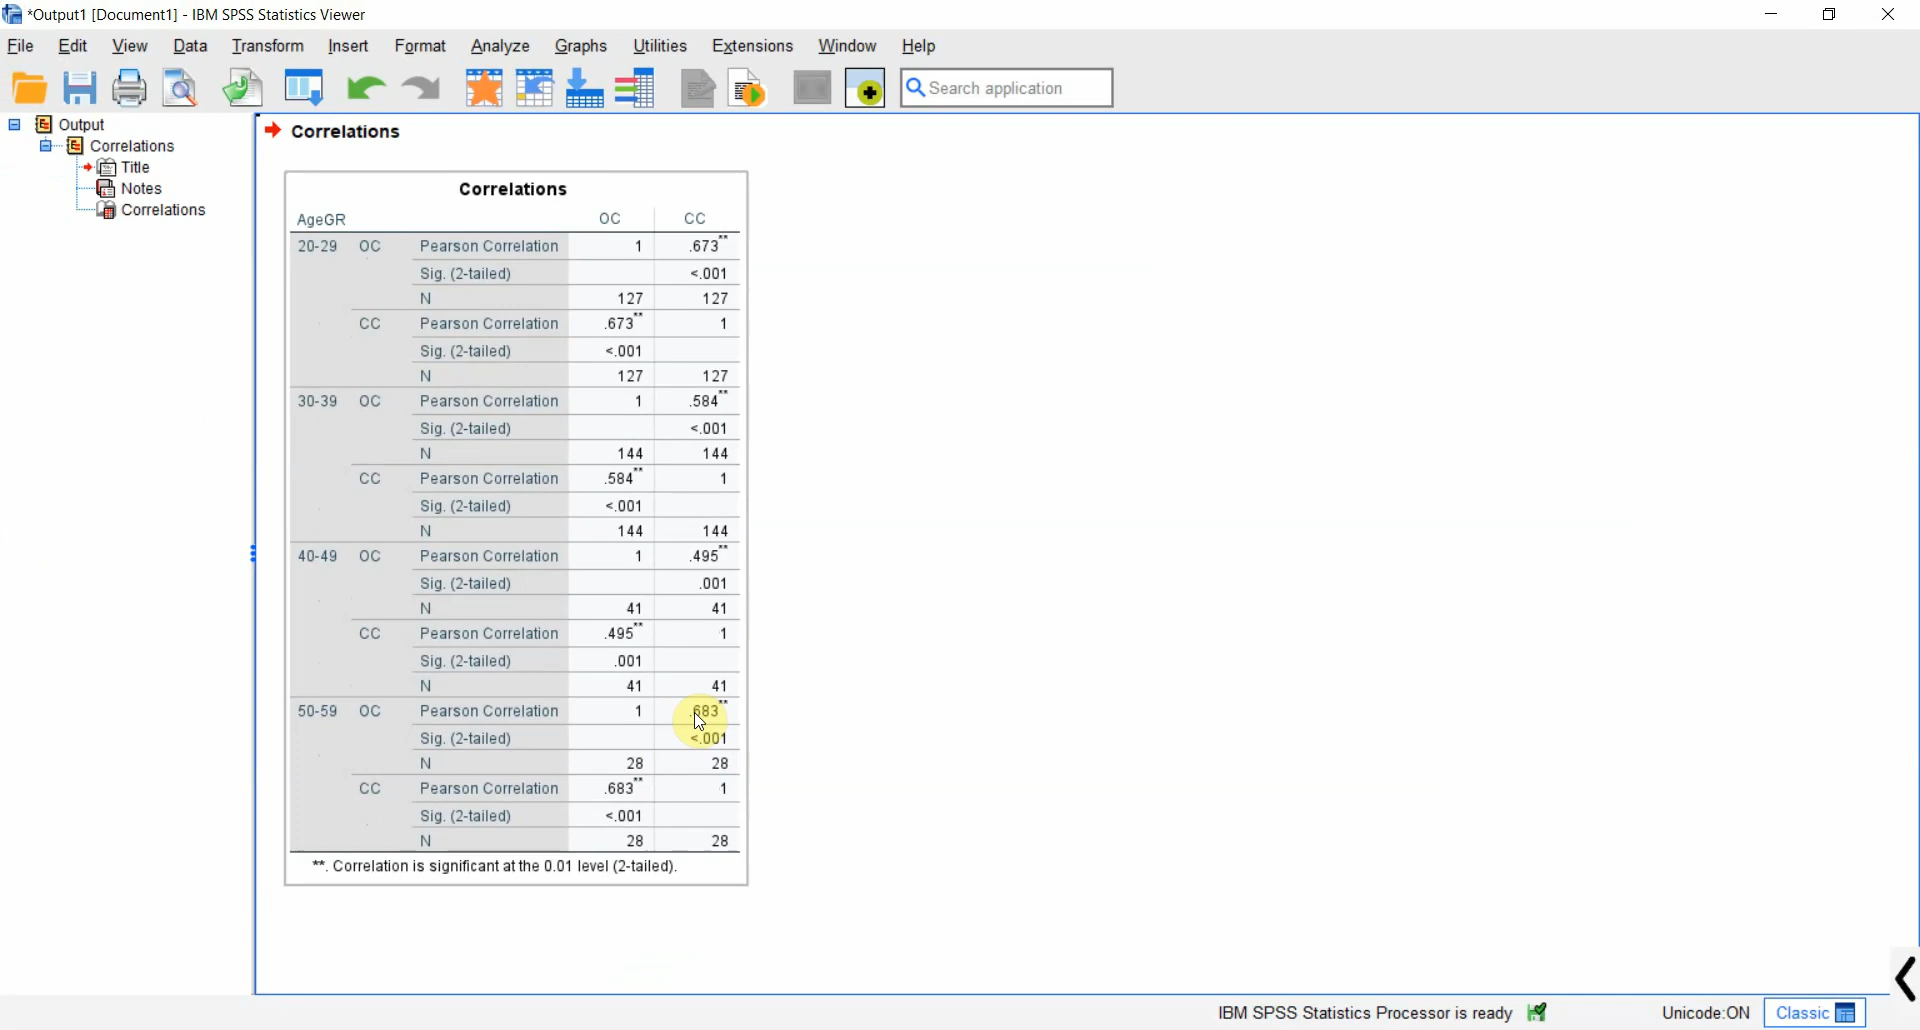 *Output1 [Document1] - IBM SPSS Statistics Viewer
File Edit View Data Transform Insert Format Analyze Graphs Utilities Extensions Window Help
Search application
Output
Correlations
Title
Notes
Correlations
Correlations
Correlations
AgeGR OC CC
20-29 OC Pearson Correlation 1 .673**
Sig. (2-tailed) <.001
N 127 127
CC Pearson Correlation .673** 1
Sig. (2-tailed) <.001
N 127 127
30-39 OC Pearson Correlation 1 .584**
Sig. (2-tailed) <.001
N 144 144
CC Pearson Correlation .584** 1
Sig. (2-tailed) <.001
N 144 144
40-49 OC Pearson Correlation 1 .495**
Sig. (2-tailed) .001
N 41 41
CC Pearson Correlation .495** 1
Sig. (2-tailed) .001
N 41 41
50-59 OC Pearson Correlation 1 .683**
Sig. (2-tailed) <.001
N 28 28
CC Pearson Correlation .683** 1
Sig. (2-tailed) <.001
N 28 28
**. Correlation is significant at the 0.01 level (2-tailed).
IBM SPSS Statistics Processor is ready Unicode:ON Classic